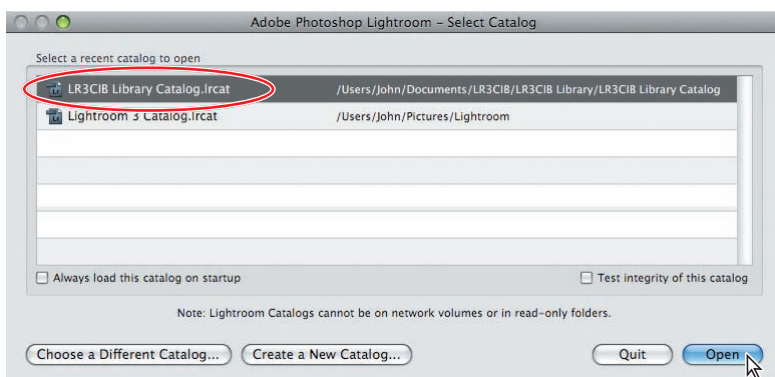 Adobe Photoshop Lightroom – Select Catalog
Select a recent catalog to open
LR3CIB Library Catalog.lrcat /Users/John/Documents/LR3CIB/LR3CIB Library/LR3CIB Library Catalog
Lightroom 3 Catalog.lrcat /Users/John/Pictures/Lightroom
Always load this catalog on startup Test integrity of this catalog
Note: Lightroom Catalogs cannot be on network volumes or in read-only folders.
Choose a Different Catalog... Create a New Catalog... Quit Open